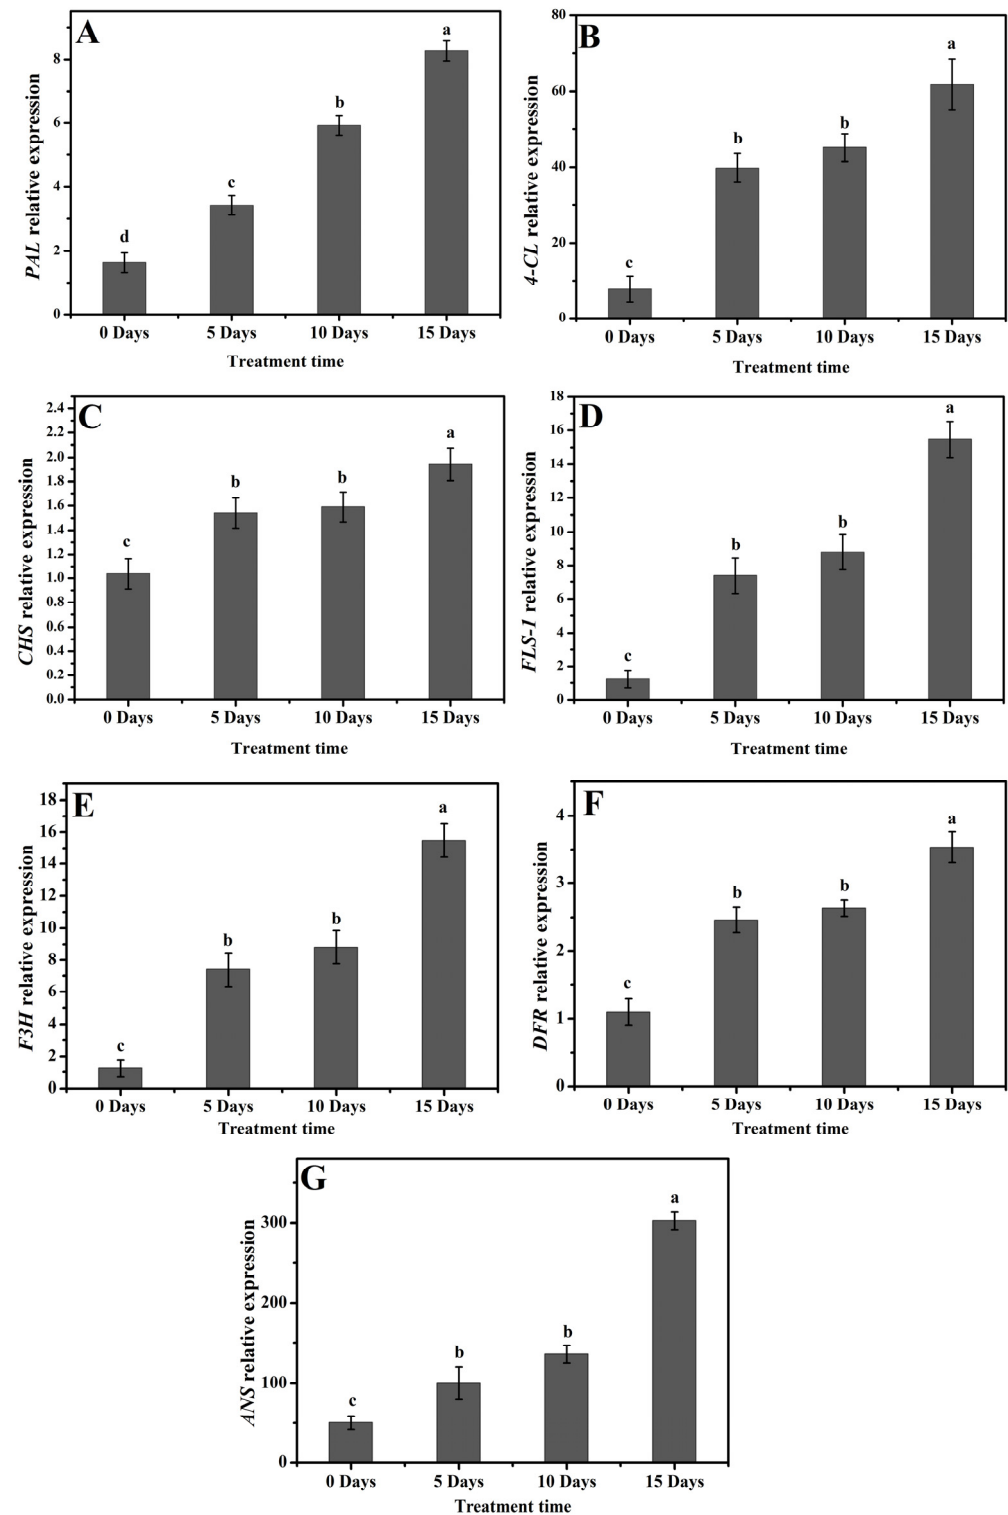 A
PAL relative expression
8
6
4
2
0
a
b
c
d
0 Days 5 Days 10 Days 15 Days
Treatment time
B
4-CL relative expression
80
60
40
20
0
a
b
b
c
0 Days 5 Days 10 Days 15 Days
Treatment time
C
CHS relative expression
2.4
2.2
2.0
1.8
1.6
1.4
1.2
1.0
0.8
0.6
0.4
0.2
0.0
a
b
b
c
0 Days 5 Days 10 Days 15 Days
Treatment time
D
FLS-1 relative expression
18
16
14
12
10
8
6
4
2
0
a
b
b
c
0 Days 5 Days 10 Days 15 Days
Treatment time
E
F3H relative expression
18
16
14
12
10
8
6
4
2
0
a
b
b
c
0 Days 5 Days 10 Days 15 Days
Treatment time
F
DFR relative expression
4
3
2
1
0
a
b
b
c
0 Days 5 Days 10 Days 15 Days
Treatment time
G
ANS relative expression
300
200
100
0
a
b
b
c
0 Days 5 Days 10 Days 15 Days
Treatment time